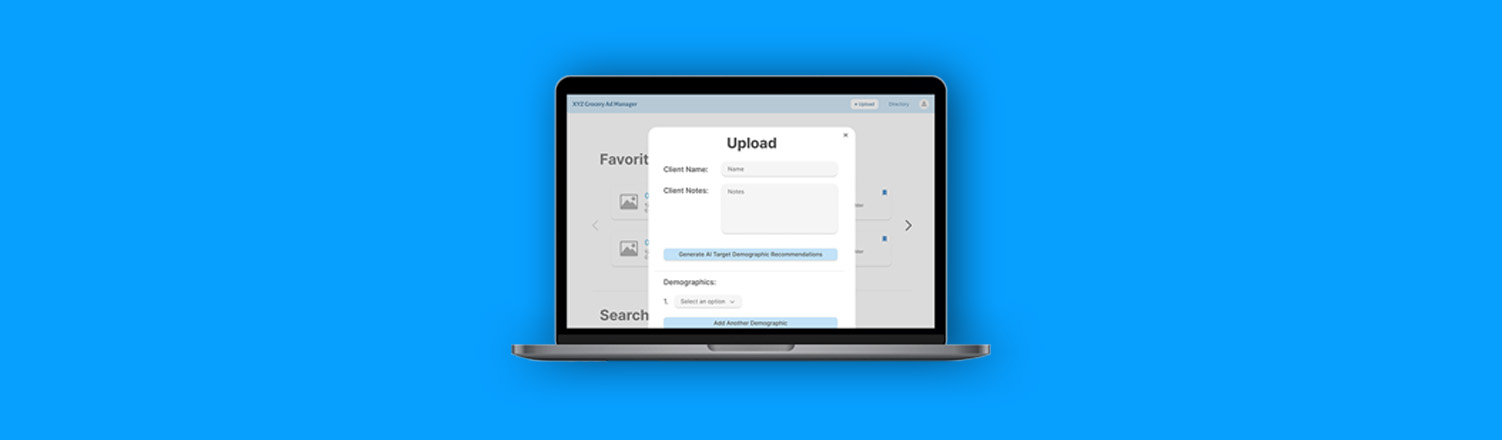 XYZ Grocery Ad Manager
+ Upload
Directory
Upload
Favorit
Client Name:
Name
Client Notes:
Notes
Generate AI Target Demographic Recommendations
Demographics:
1.
Select an option
Search
Add Another Demographic